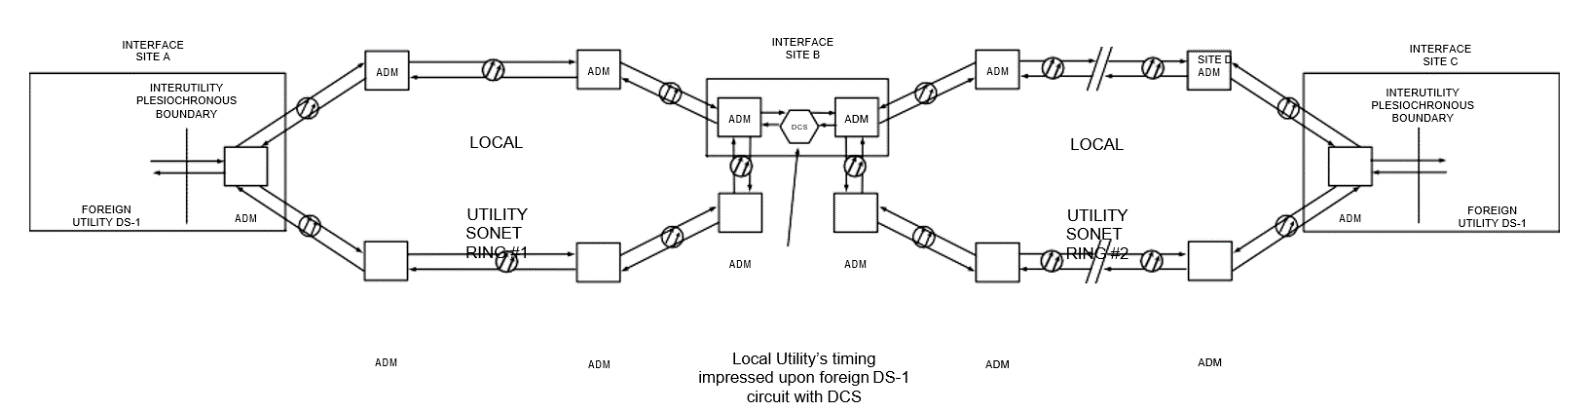 INTERFACE
SITE A
INTERUTILITY
PLESIOCHRONOUS
BOUNDARY
FOREIGN
UTILITY DS-1
ADM
ADM
ADM
LOCAL
UTILITY
SONET
RING #1
ADM
ADM
INTERFACE
SITE B
ADM
DCS
ADM
ADM
ADM
Local Utility's timing
impressed upon foreign DS-1
circuit with DCS
ADM
SITE D
ADM
LOCAL
UTILITY
SONET
RING #2
ADM
ADM
INTERFACE
SITE C
INTERUTILITY
PLESIOCHRONOUS
BOUNDARY
ADM
FOREIGN
UTILITY DS-1